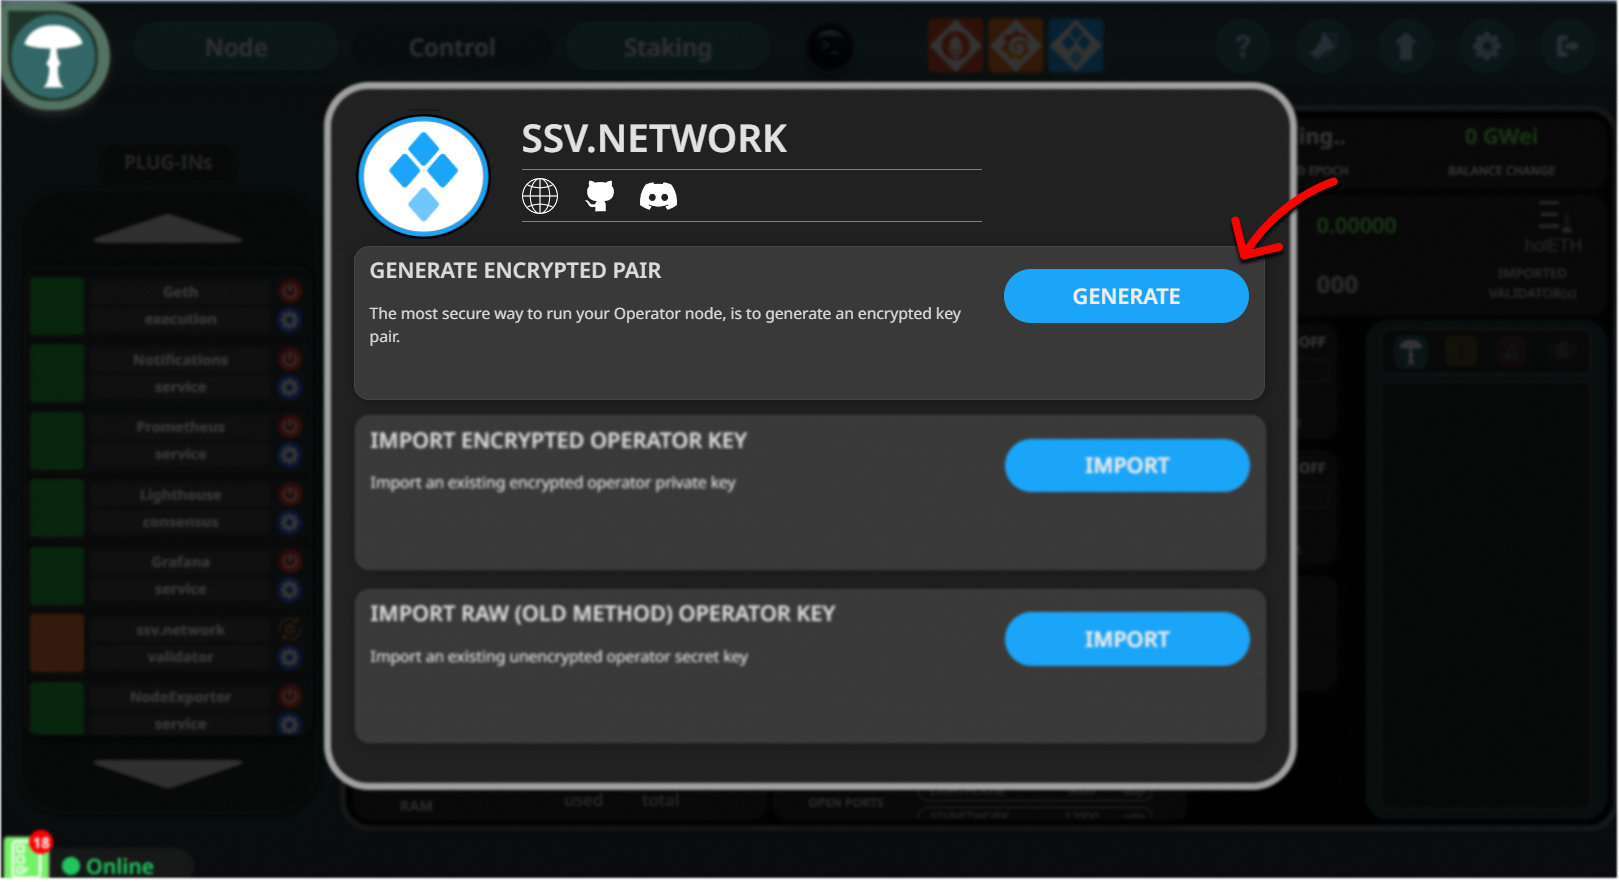 Node
Control
Staking
?
PLUG-INs
Geth
execution
Notifications
service
Prometheus
service
Lighthouse
consensus
Grafana
service
ssv.network
validator
NodeExporter
service
SSV.NETWORK
GENERATE ENCRYPTED PAIR
The most secure way to run your Operator node, is to generate an encrypted key
pair.
GENERATE
IMPORT ENCRYPTED OPERATOR KEY
Import an existing encrypted operator private key
IMPORT
IMPORT RAW (OLD METHOD) OPERATOR KEY
Import an existing unencrypted operator secret key
IMPORT
ing..
0 GWei
D EPOCH
BALANCE CHANGE
0.00000
holETH
000
IMPORTED
VALIDATOR(s)
OFF
OFF
RAM
used
total
OPEN PORTS
18
Online